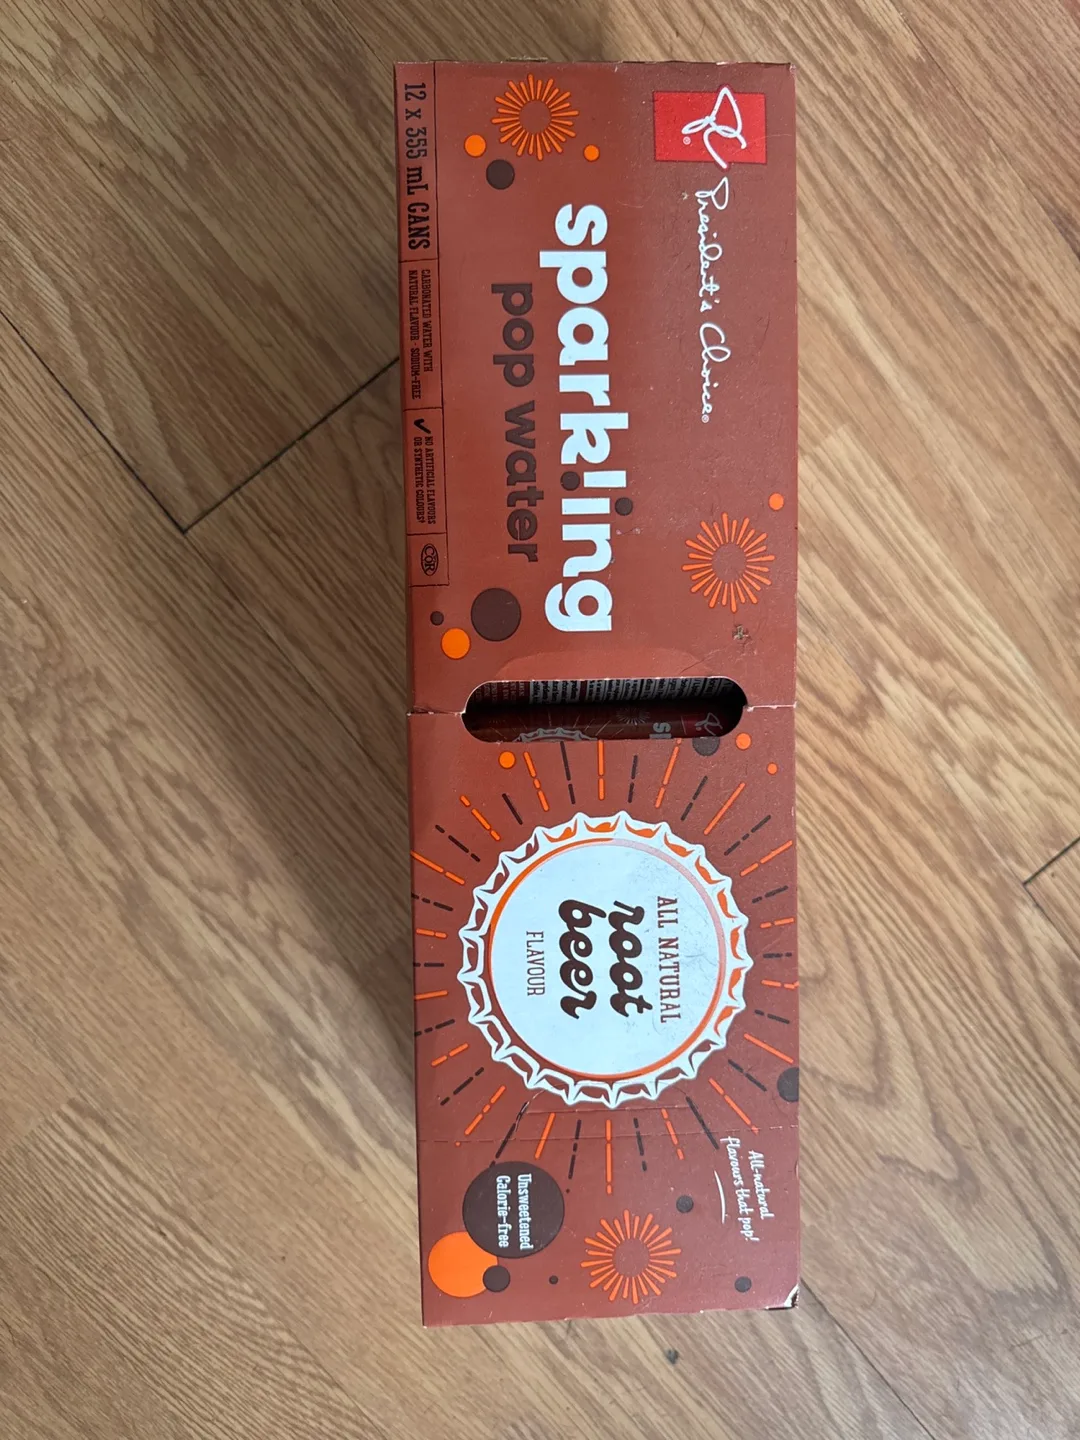 PC®
President's Choice®
sparkling
pop water
12 x 355 mL CANS
CARBONATED WATER WITH
NATURAL FLAVOUR - SODIUM-FREE
✓ NO ARTIFICIAL FLAVOURS
OR SYNTHETIC COLOURS†
COR
ALL NATURAL
root
beer
FLAVOUR
All-natural
flavours that pop!
Unsweetened
Calorie-free